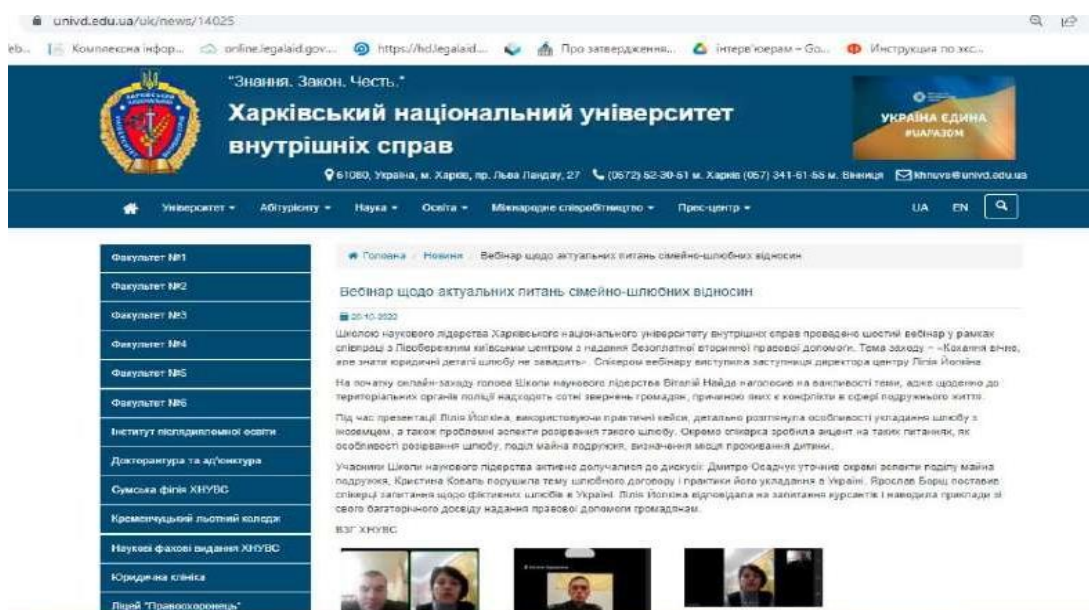 univd.edu.ua/uk/news/14025
Комплексна інфор...
online.legalaid.gov....
https://hd.legalaid....
Про затвердження...
інтерв'юерам – Go...
Инструкция по экс...
"Знання. Закон. Честь."
Харківський національний університет
внутрішніх справ
УКРАЇНА ЄДИНА
#UAРАЗОМ
61080, Україна, м. Харків, пр. Льва Ландау, 27
м. Харків (057) 341-61-55 м. Вінниця
khnuvs@univd.edu.ua
Університет
Абітурієнту
Наука
Освіта
Міжнародне співробітництво
Прес-центр
UA
EN
Факультет №1
Факультет №2
Факультет №3
Факультет №4
Факультет №5
Факультет №6
Інститут післядипломної освіти
Докторантура та ад'юнктура
Сумська філія ХНУВС
Кременчуцький льотний коледж
Наукові фахові видання ХНУВС
Юридична клініка
Ліцей "Правоохоронець"
Головна / Новини / Вебінар щодо актуальних питань сімейно-шлюбних відносин
Вебінар щодо актуальних питань сімейно-шлюбних відносин
Школою наукового лідерства Харківського національного університету внутрішніх справ проведено шостий вебінар у рамках
співпраці з Лівобережним київським центром з надання безоплатної вторинної правової допомоги. Тема заходу – «Кохання вічне,
але знати юридичні деталі шлюбу не завадить». Спікером вебінару виступила заступниця директора центру Лілія Йолкіна.
На початку онлайн-заходу голова Школи наукового лідерства Віталій Найда наголосив на важливості теми, адже щоденно до
територіальних органів поліції надходять сотні звернень громадян, причиною яких є конфлікти в сфері подружнього життя.
Під час презентації Лілія Йолкіна, використовуючи практичні кейси, детально розглянула особливості укладання шлюбу з
іноземцем, а також проблемні аспекти розірвання такого шлюбу. Окремо спікерка зробила акцент на таких питаннях, як
особливості розірвання шлюбу, поділ майна подружжя, визначення місця проживання дитини.
Учасники Школи наукового лідерства активно долучалися до дискусії: Дмитро Осадчук уточнив окремі аспекти поділу майна
подружжя, Кристина Коваль порушила тему шлюбного договору і практики його укладання в Україні. Ярослав Борщ поставив
спікерці запитання щодо фіктивних шлюбів в Україні. Лілія Йолкіна відповідала на запитання курсантів і наводила приклади зі
свого багаторічного досвіду надання правової допомоги громадянам.
ВЗГ ХНУВС